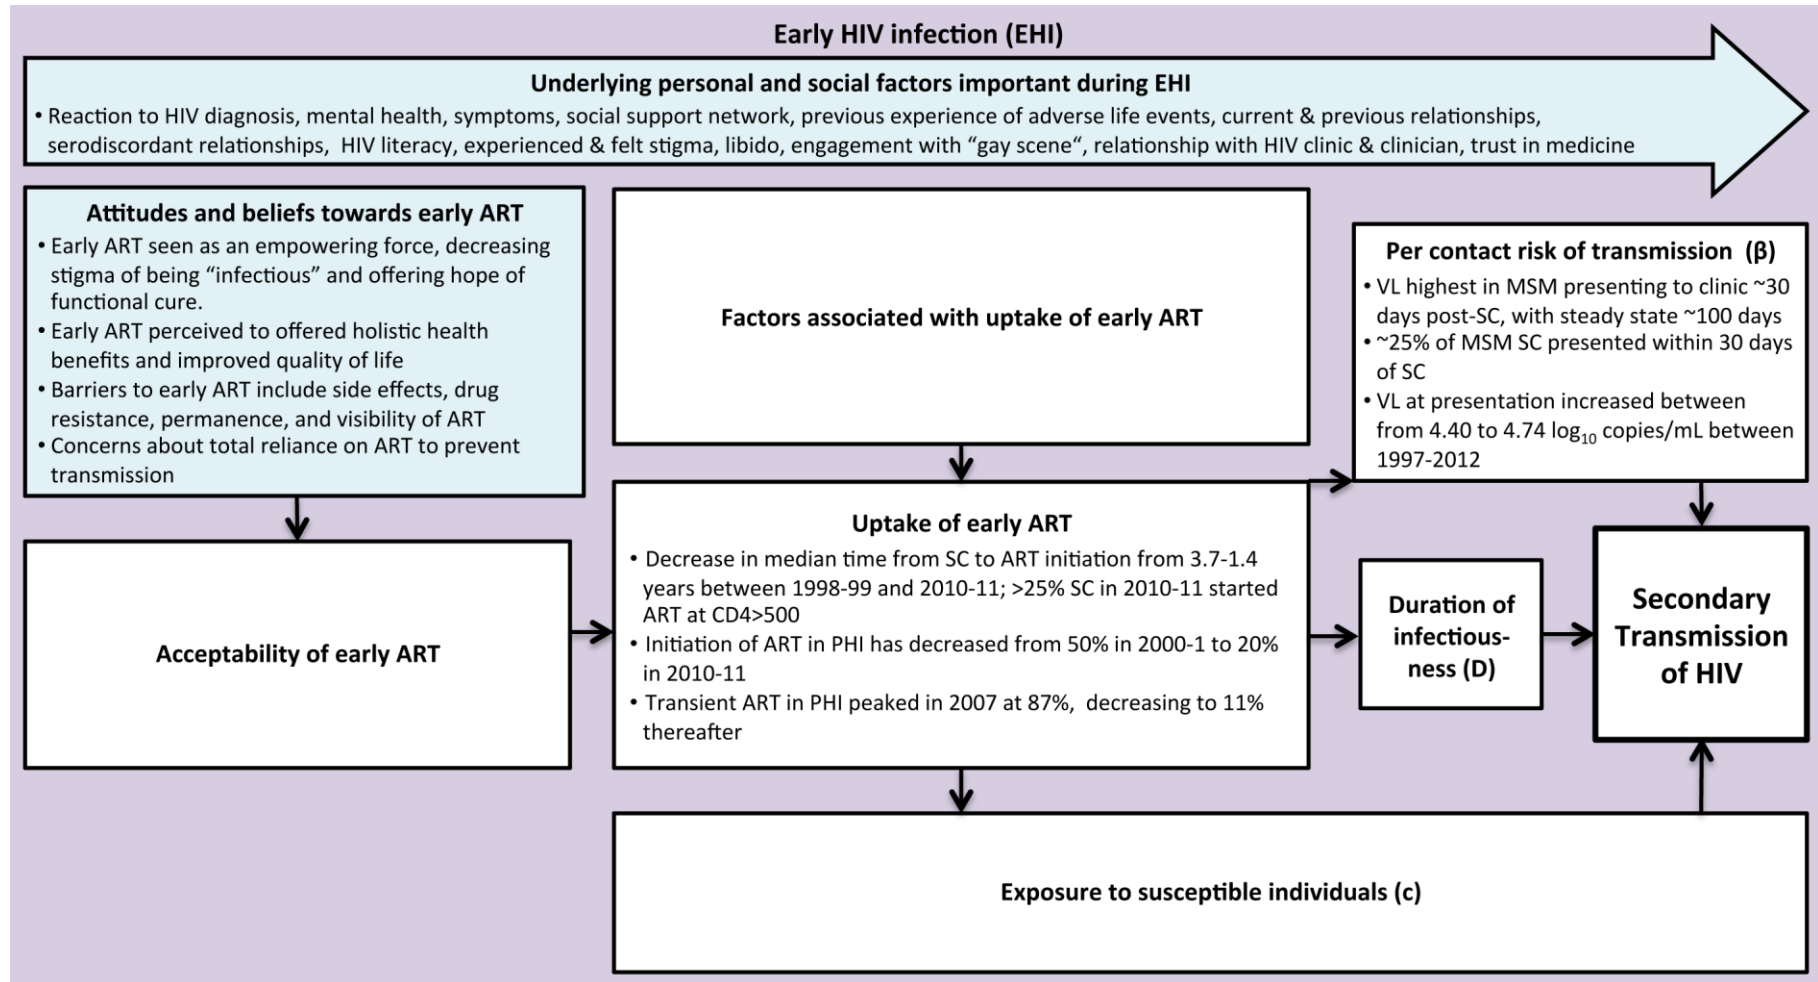 Early HIV infection (EHI)
Underlying personal and social factors important during EHI
• Reaction to HIV diagnosis, mental health, symptoms, social support network, previous experience of adverse life events, current & previous relationships,
serodiscordant relationships, HIV literacy, experienced & felt stigma, libido, engagement with “gay scene“, relationship with HIV clinic & clinician, trust in medicine
Attitudes and beliefs towards early ART
• Early ART seen as an empowering force, decreasing
stigma of being “infectious” and offering hope of
functional cure.
• Early ART perceived to offered holistic health
benefits and improved quality of life
• Barriers to early ART include side effects, drug
resistance, permanence, and visibility of ART
• Concerns about total reliance on ART to prevent
transmission
Factors associated with uptake of early ART
Per contact risk of transmission (β)
• VL highest in MSM presenting to clinic ~30
days post-SC, with steady state ~100 days
• ~25% of MSM SC presented within 30 days
of SC
• VL at presentation increased between
from 4.40 to 4.74 log₁₀ copies/mL between
1997-2012
Acceptability of early ART
Uptake of early ART
• Decrease in median time from SC to ART initiation from 3.7-1.4
years between 1998-99 and 2010-11; >25% SC in 2010-11 started
ART at CD4>500
• Initiation of ART in PHI has decreased from 50% in 2000-1 to 20%
in 2010-11
• Transient ART in PHI peaked in 2007 at 87%, decreasing to 11%
thereafter
Duration of
infectious-
ness (D)
Secondary
Transmission
of HIV
Exposure to susceptible individuals (c)